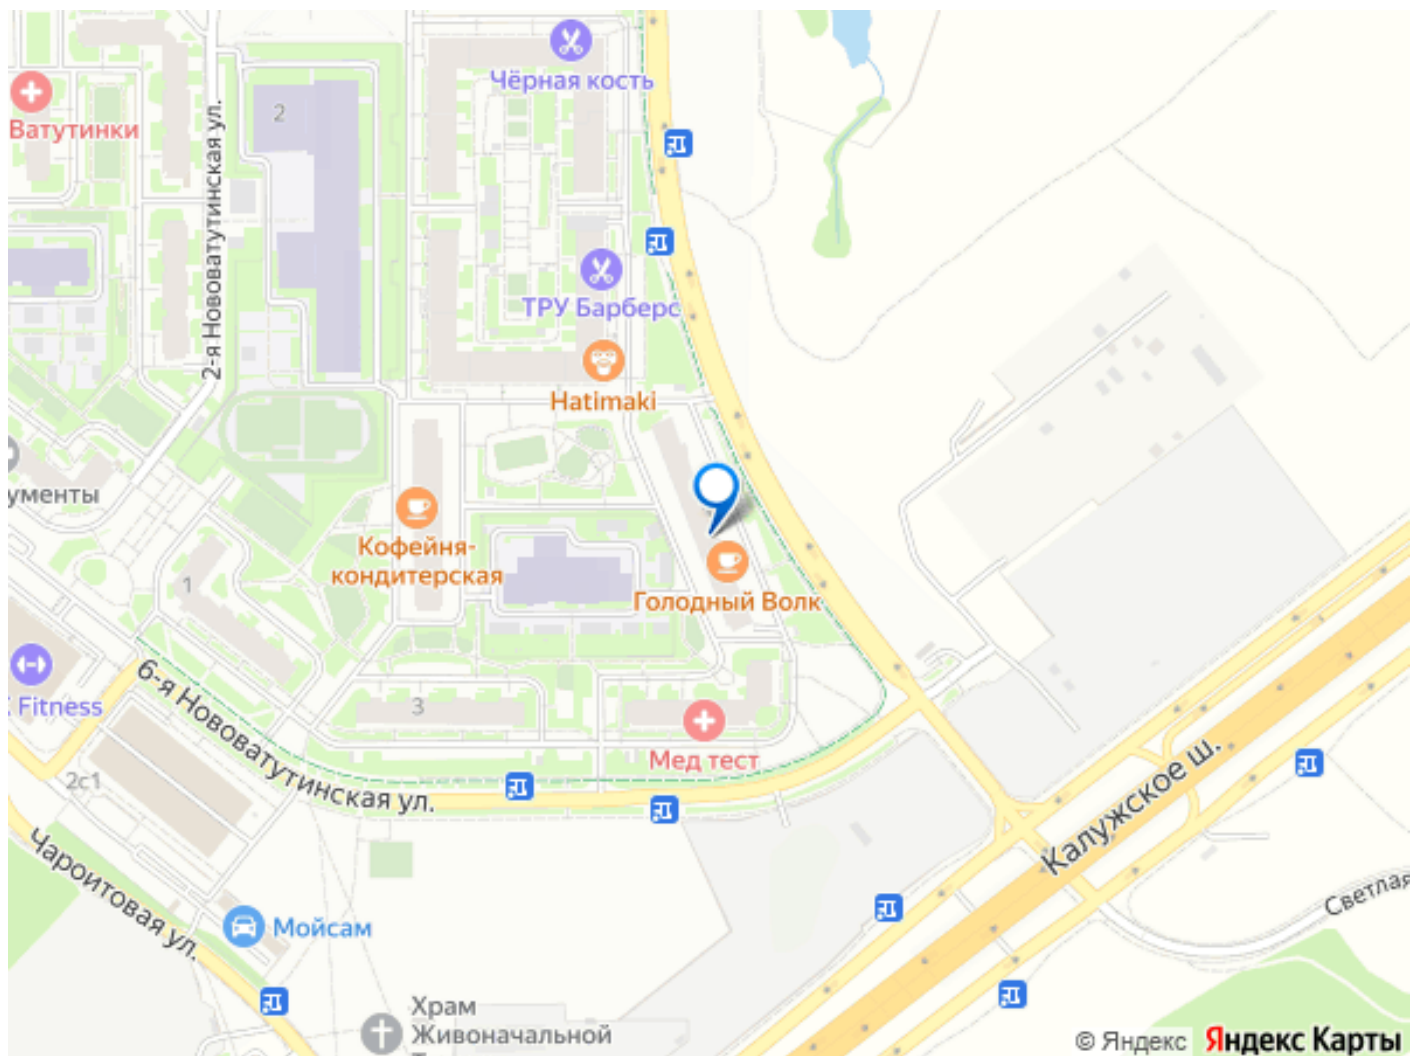 Чёрная кость
Ватутинки
2
2-я Нововатутинская ул.
ТРУ Барберс
Hatimaki
ументы
Кофейня-
кондитерская
Голодный Волк
1
Fitness
3
Мед тест
6-я Нововатутинская ул.
2с1
Калужское ш.
Чароитовая ул.
Светлая
Мойсам
Храм
Живоначальной
© Яндекс Яндекс Карты